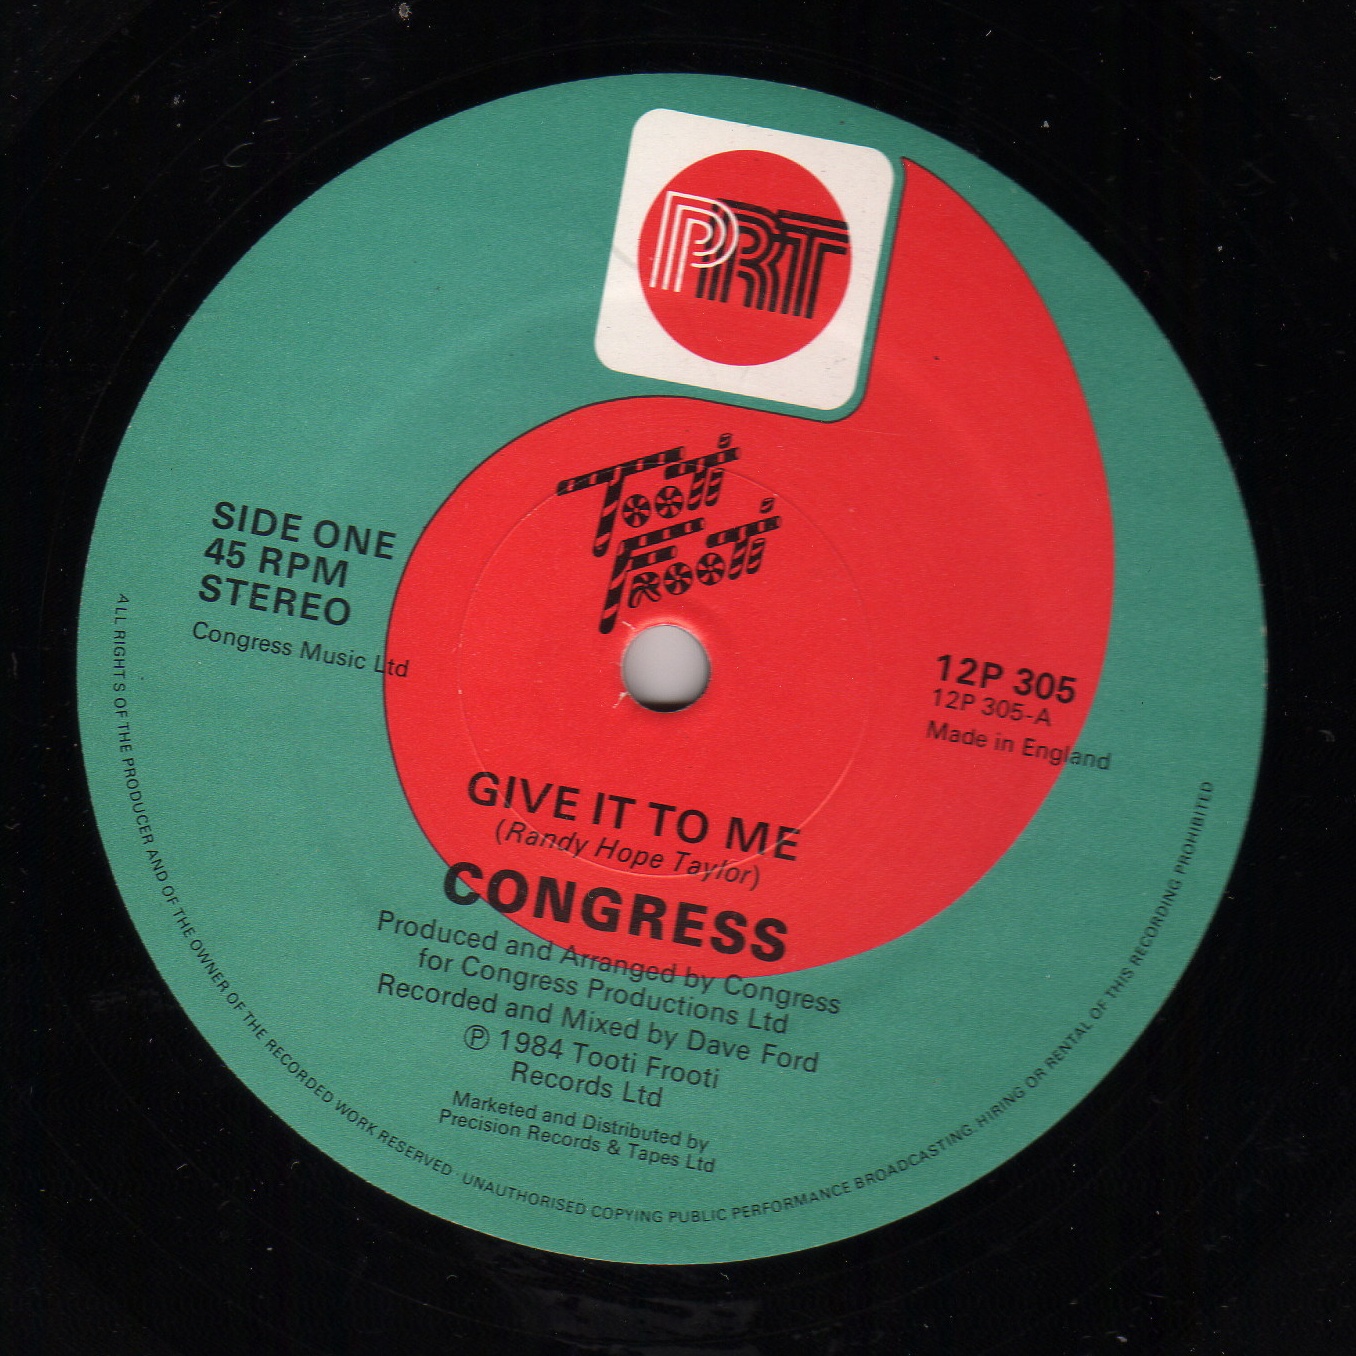 PRT
Tooti
Frooti
SIDE ONE
45 RPM
STEREO
Congress Music Ltd
12P 305
12P 305-A
Made in England
GIVE IT TO ME
(Randy Hope Taylor)
CONGRESS
Produced and Arranged by Congress
for Congress Productions Ltd
Recorded and Mixed by Dave Ford
℗ 1984 Tooti Frooti
Records Ltd
Marketed and Distributed by
Precision Records & Tapes Ltd
ALL RIGHTS OF THE PRODUCER AND OF THE OWNER OF THE RECORDED WORK RESERVED · UNAUTHORISED COPYING PUBLIC PERFORMANCE BROADCASTING, HIRING OR RENTAL OF THIS RECORDING PROHIBITED